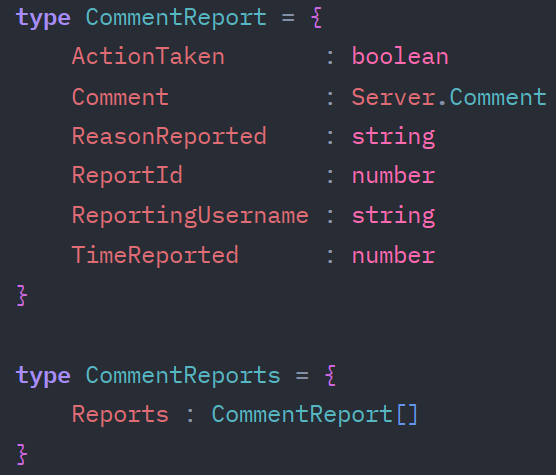 type CommentReport = {
    ActionTaken       : boolean
    Comment           : Server.Comment
    ReasonReported    : string
    ReportId          : number
    ReportingUsername : string
    TimeReported      : number
}

type CommentReports = {
    Reports : CommentReport[]
}